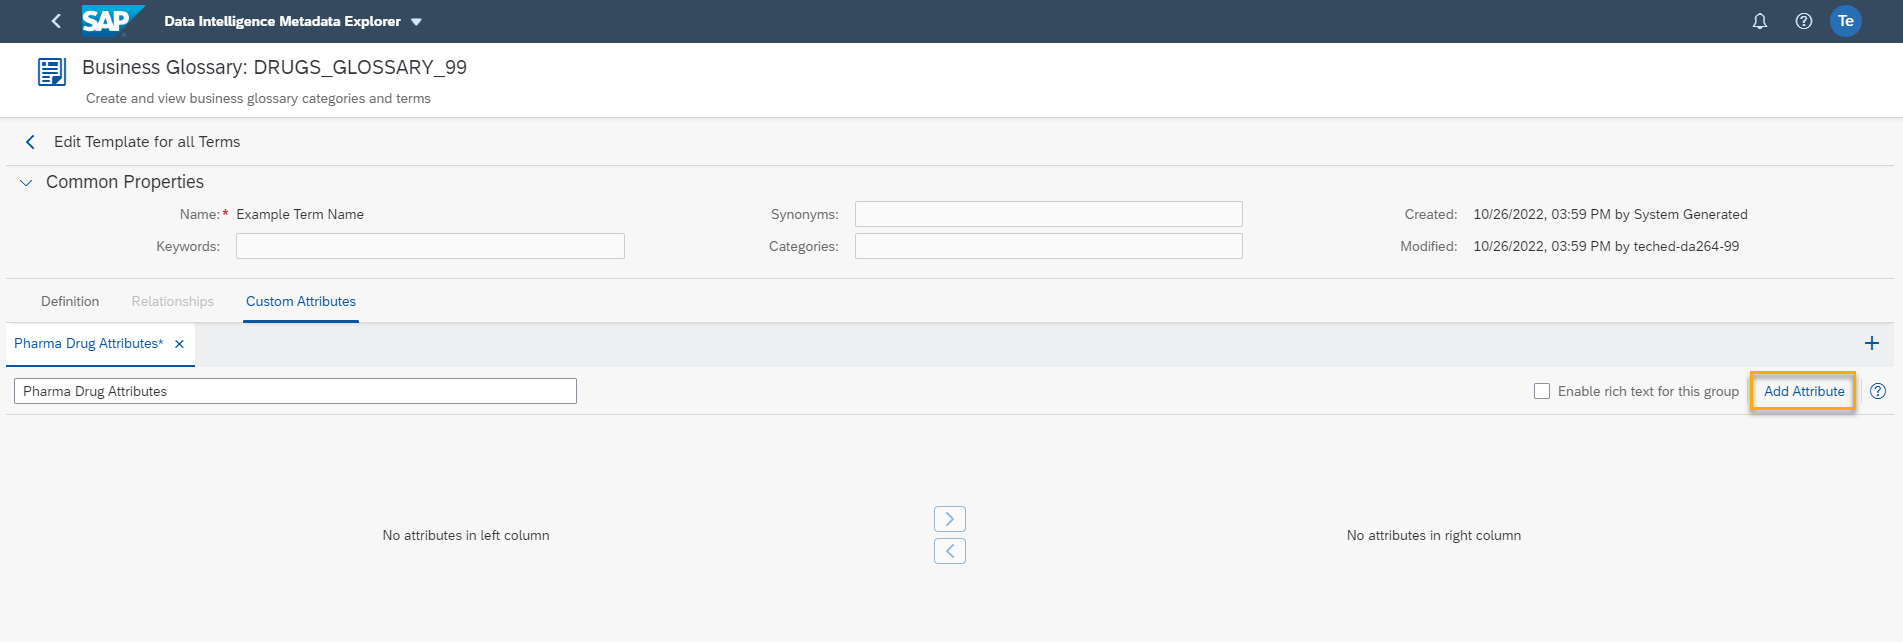 SAP Data Intelligence Metadata Explorer Te
Business Glossary: DRUGS_GLOSSARY_99
Create and view business glossary categories and terms
Edit Template for all Terms
Common Properties
Name:* Example Term Name Synonyms: Created: 10/26/2022, 03:59 PM by System Generated
Keywords: Categories: Modified: 10/26/2022, 03:59 PM by teched-da264-99
Definition Relationships Custom Attributes
Pharma Drug Attributes*
Pharma Drug Attributes Enable rich text for this group Add Attribute
No attributes in left column No attributes in right column